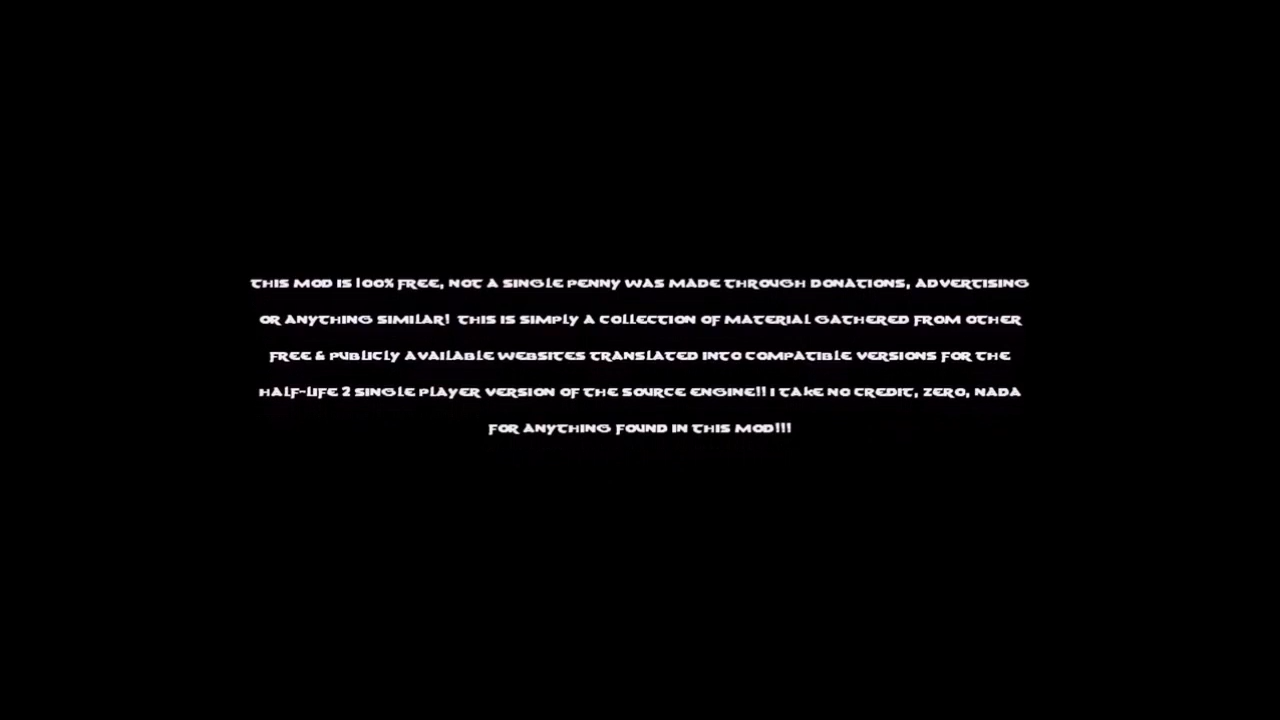 THIS MOD IS 100% FREE, NOT A SINGLE PENNY WAS MADE THROUGH DONATIONS, ADVERTISING
OR ANYTHING SIMILAR! THIS IS SIMPLY A COLLECTION OF MATERIAL GATHERED FROM OTHER
FREE & PUBLICLY AVAILABLE WEBSITES TRANSLATED INTO COMPATIBLE VERSIONS FOR THE
HALF-LIFE 2 SINGLE PLAYER VERSION OF THE SOURCE ENGINE!! I TAKE NO CREDIT, ZERO, NADA
FOR ANYTHING FOUND IN THIS MOD!!!